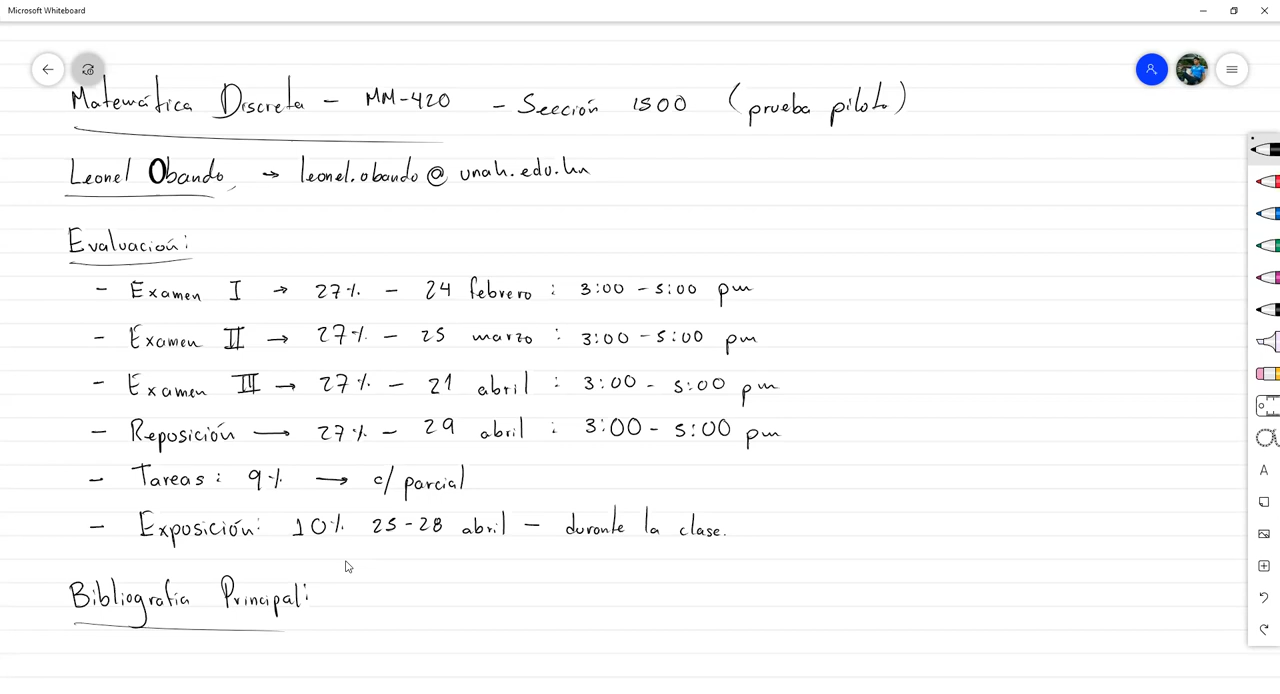 Microsoft Whiteboard
Matemática Discreta - MM-420 - Sección 1500 (prueba piloto)
Leonel Obando → leonel.obando@unah.edu.hn
Evaluación:
- Examen I → 27% - 24 febrero : 3:00 - 5:00 pm
- Examen II → 27% - 25 marzo : 3:00 - 5:00 pm
- Examen III → 27% - 21 abril : 3:00 - 5:00 pm
- Reposición → 27% - 29 abril : 3:00 - 5:00 pm
- Tareas: 9% → c/ parcial
- Exposición: 10% 25-28 abril - durante la clase.
Bibliografía Principal: